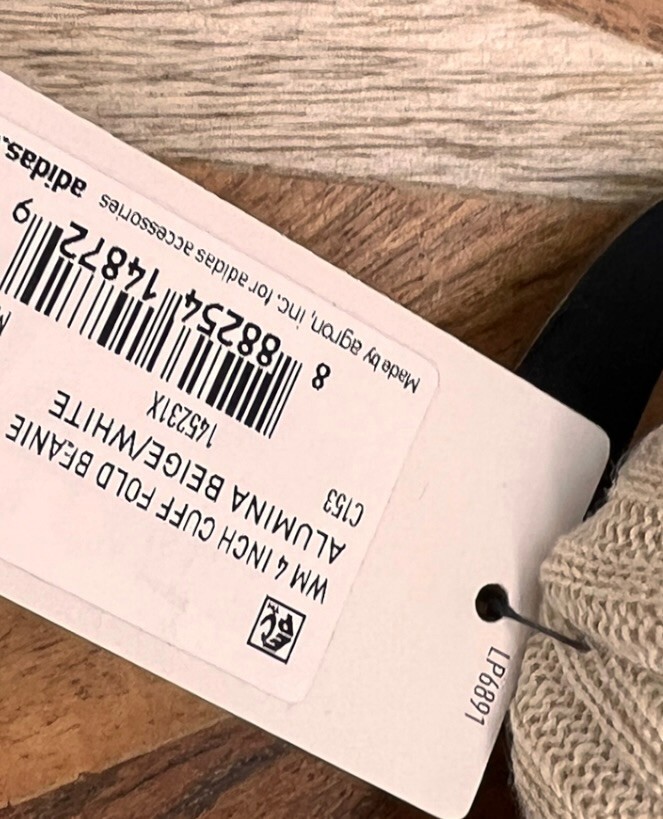 WM 4 INCH CUFF FOLD BEANIE
ALUMINA BEIGE/WHITE
C153
145231X
8 88254 14872 9
Made by agron, inc. for adidas accessories adidas.
LP6891